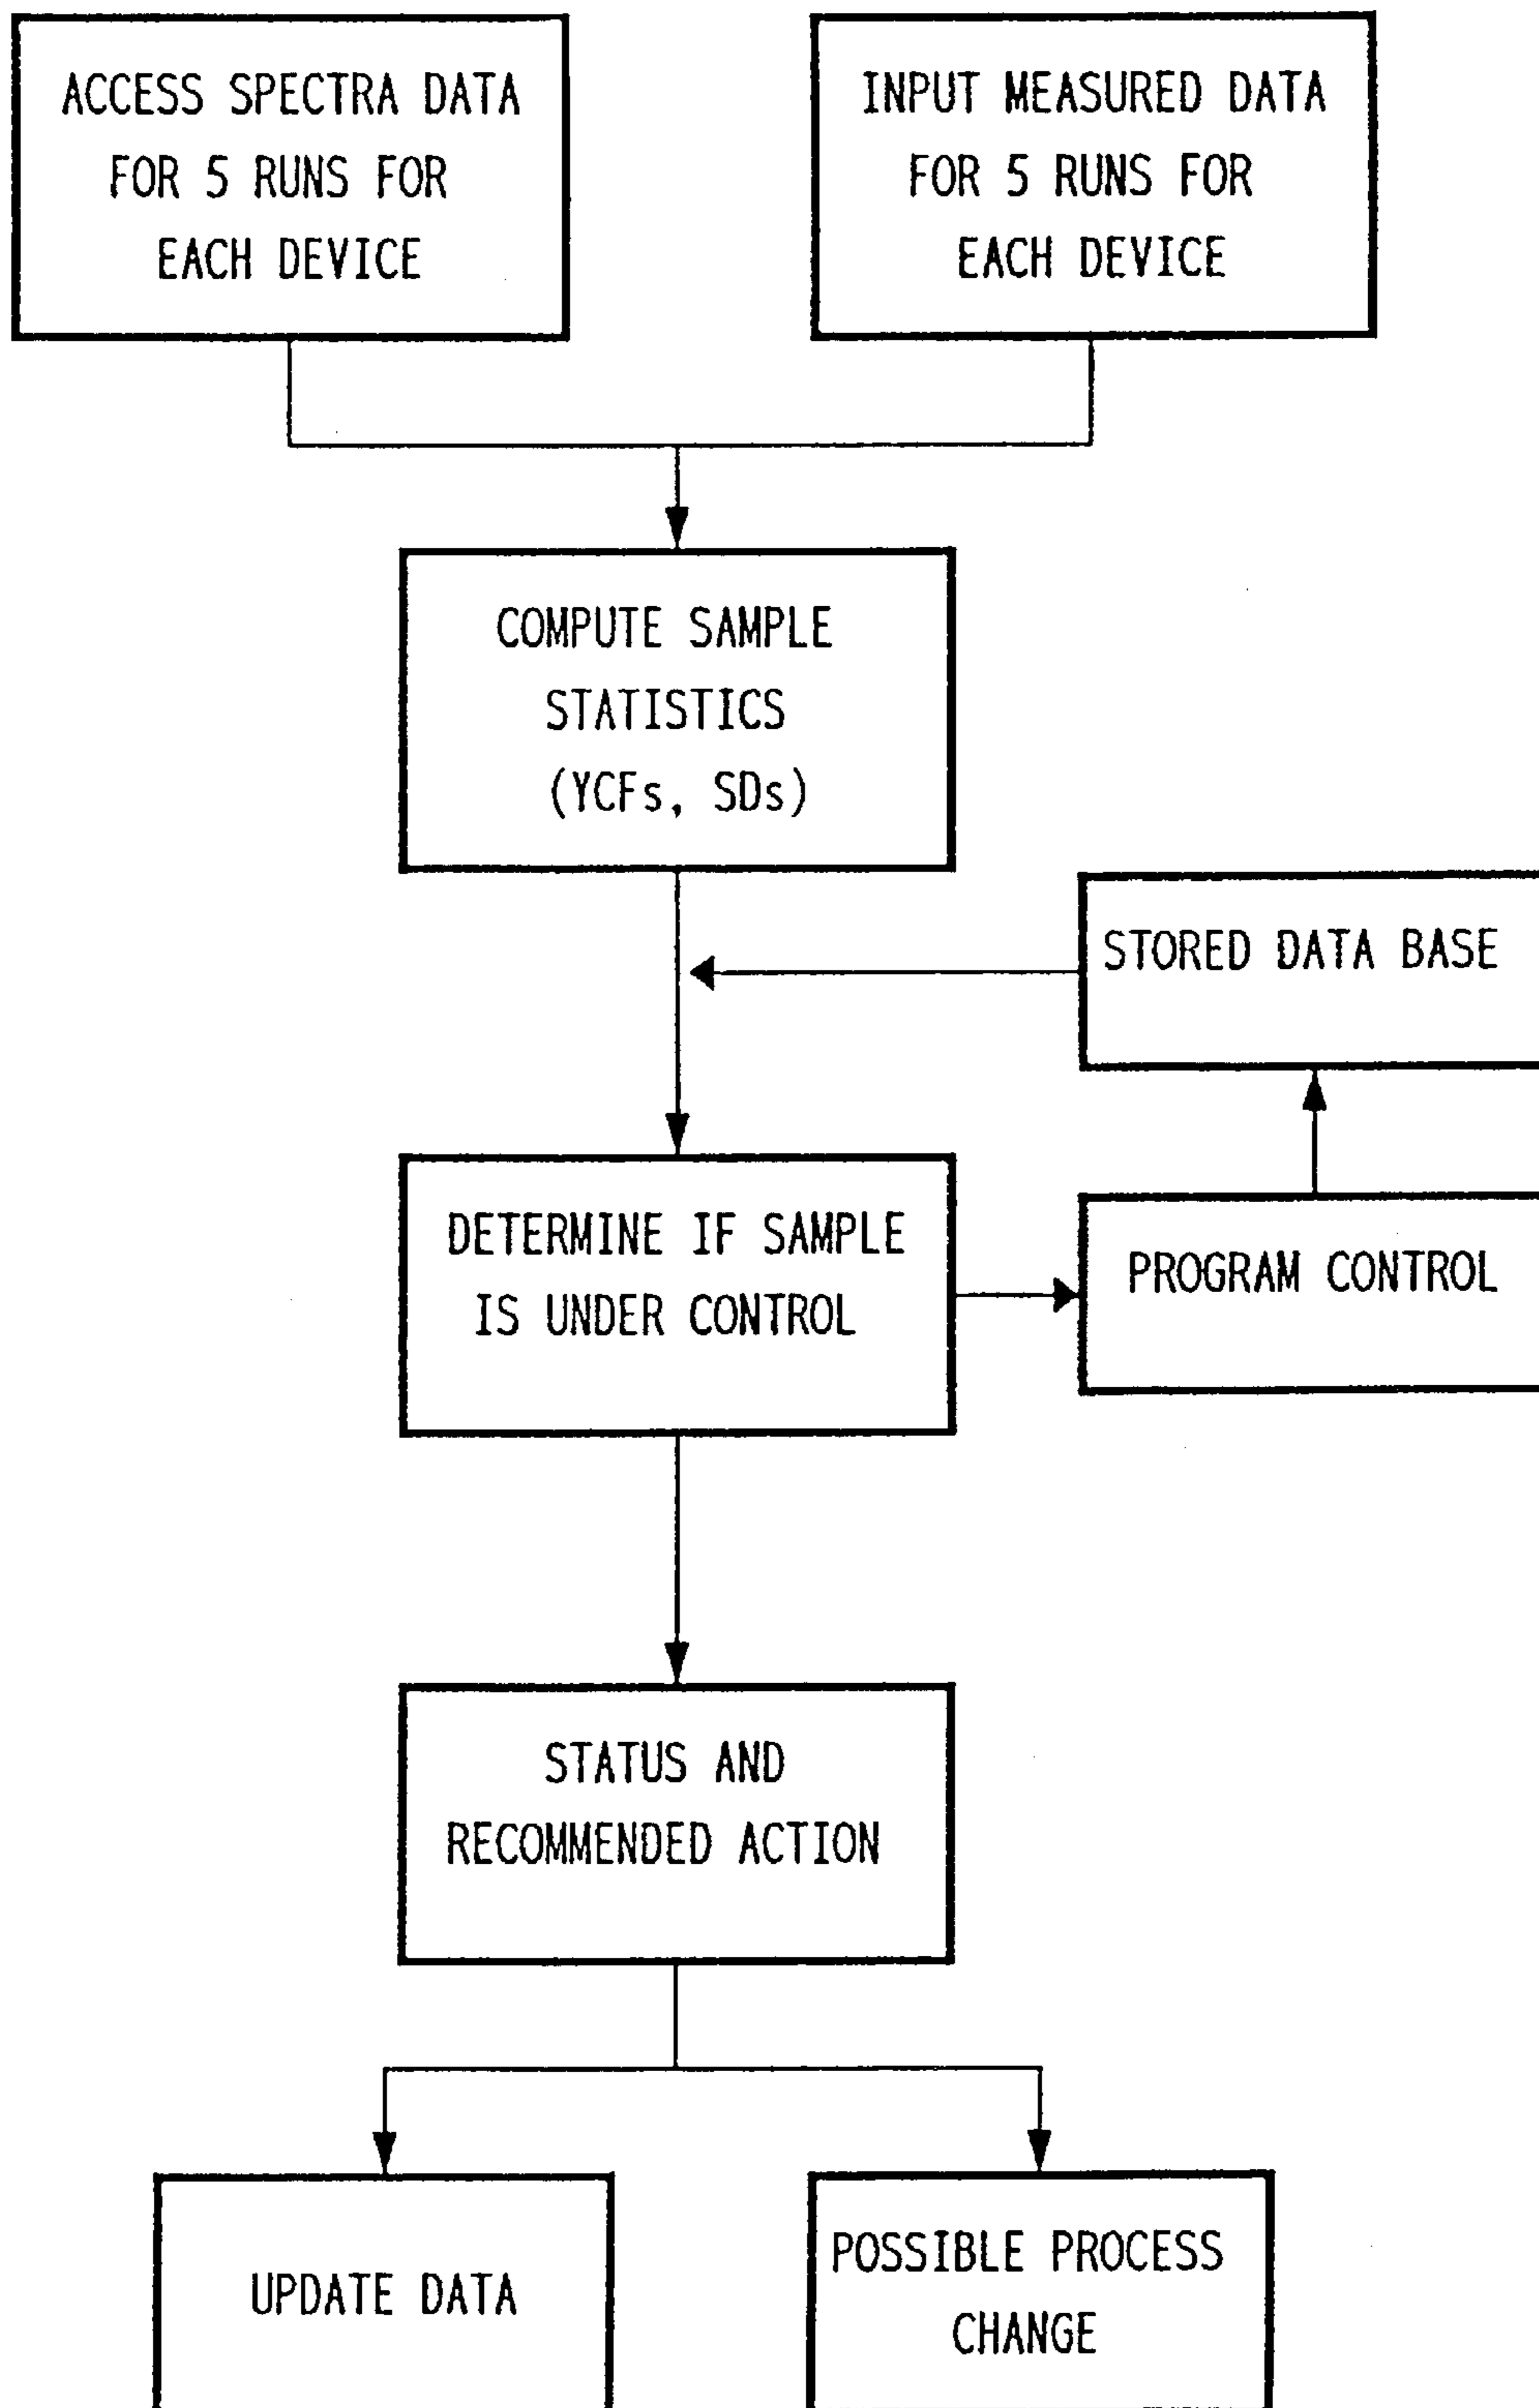 ACCESS SPECTRA DATA
FOR 5 RUNS FOR
EACH DEVICE
INPUT MEASURED DATA
FOR 5 RUNS FOR
EACH DEVICE
COMPUTE SAMPLE
STATISTICS
(YCFs, SDs)
STORED DATA BASE
DETERMINE IF SAMPLE
IS UNDER CONTROL
PROGRAM CONTROL
STATUS AND
RECOMMENDED ACTION
UPDATE DATA
POSSIBLE PROCESS
CHANGE